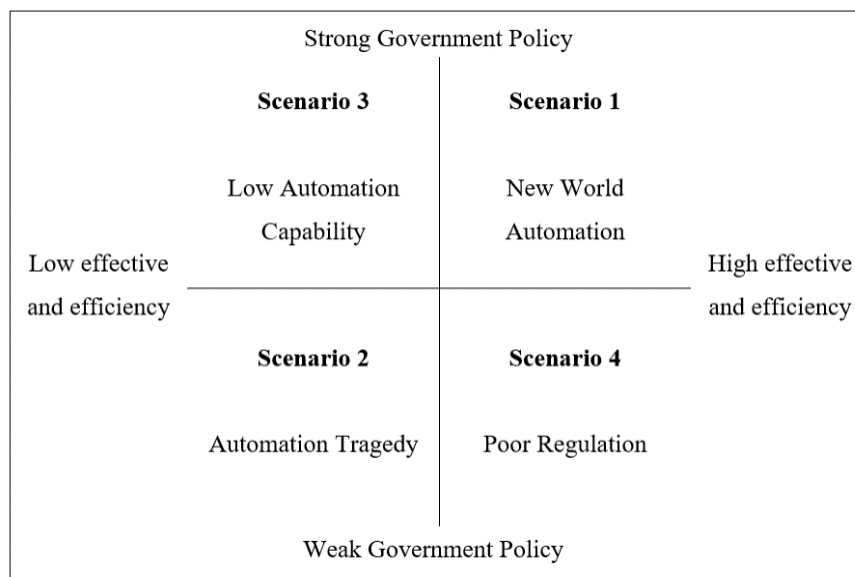 Strong Government Policy
Scenario 3
Scenario 1
Low Automation
Capability
New World
Automation
Low effective
and efficiency
High effective
and efficiency
Scenario 2
Scenario 4
Automation Tragedy
Poor Regulation
Weak Government Policy